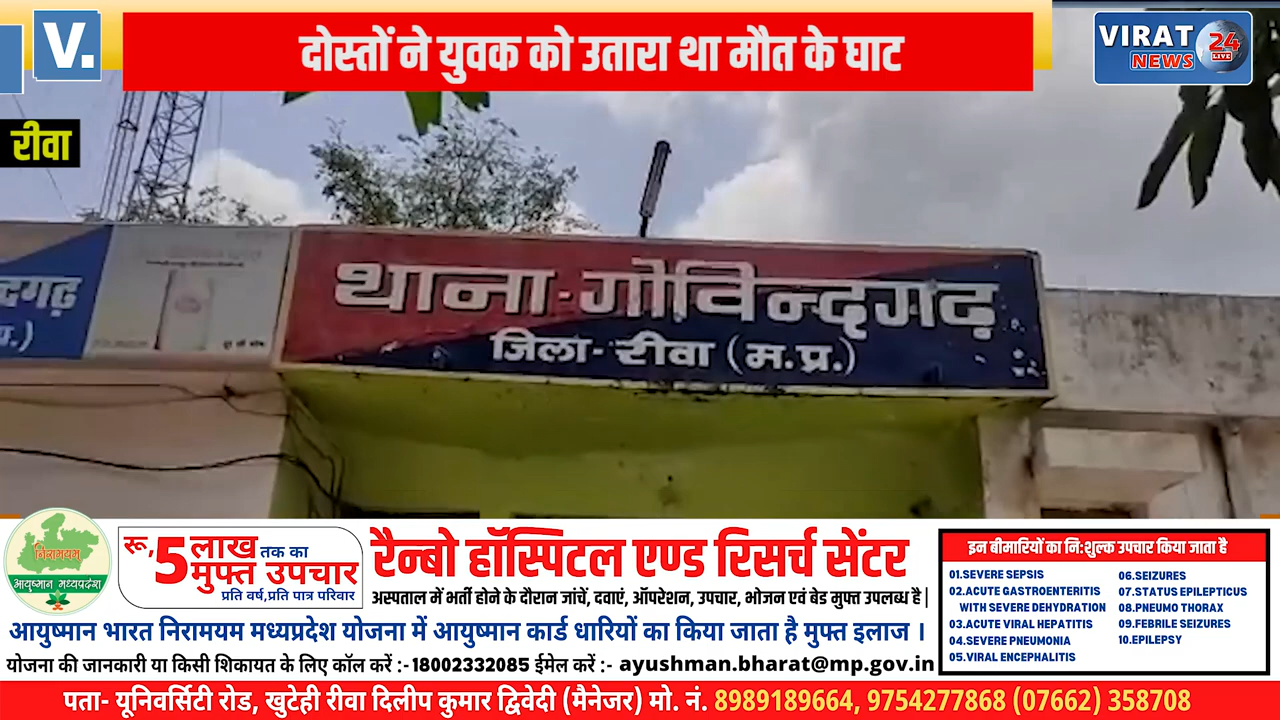 V.
दोस्तों ने युवक को उतारा था मौत के घाट
VIRAT
24
LIVE
NEWS
रीवा
थाना-गोविन्दगढ़
जिला- रीवा (म.प्र.)
दगढ़
.)
निरामयम्
आयुष्मान मध्यप्रदेश
रू, 5 लाख तक का
मुफ्त उपचार
प्रति वर्ष,प्रति पात्र परिवार
रैन्बो हॉस्पिटल एण्ड रिसर्च सेंटर
अस्पताल में भर्ती होने के दौरान जांचें, दवाएं, ऑपरेशन, उपचार, भोजन एवं बेड मुफ्त उपलब्ध है|
आयुष्मान भारत निरामयम मध्यप्रदेश योजना में आयुष्मान कार्ड धारियों का किया जाता है मुफ्त इलाज ।
योजना की जानकारी या किसी शिकायत के लिए कॉल करें :- 18002332085 ईमेल करें :- ayushman.bharat@mp.gov.in
इन बीमारियों का नि:शुल्क उपचार किया जाता है
01.SEVERE SEPSIS
02.ACUTE GASTROENTERITIS
WITH SEVERE DEHYDRATION
03.ACUTE VIRAL HEPATITIS
04.SEVERE PNEUMONIA
05.VIRAL ENCEPHALITIS
06.SEIZURES
07.STATUS EPILEPTICUS
08.PNEUMO THORAX
09.FEBRILE SEIZURES
10.EPILEPSY
पता- यूनिवर्सिटी रोड, खुटेही रीवा दिलीप कुमार द्विवेदी (मैनेजर) मो. नं. 8989189664, 9754277868 (07662) 358708